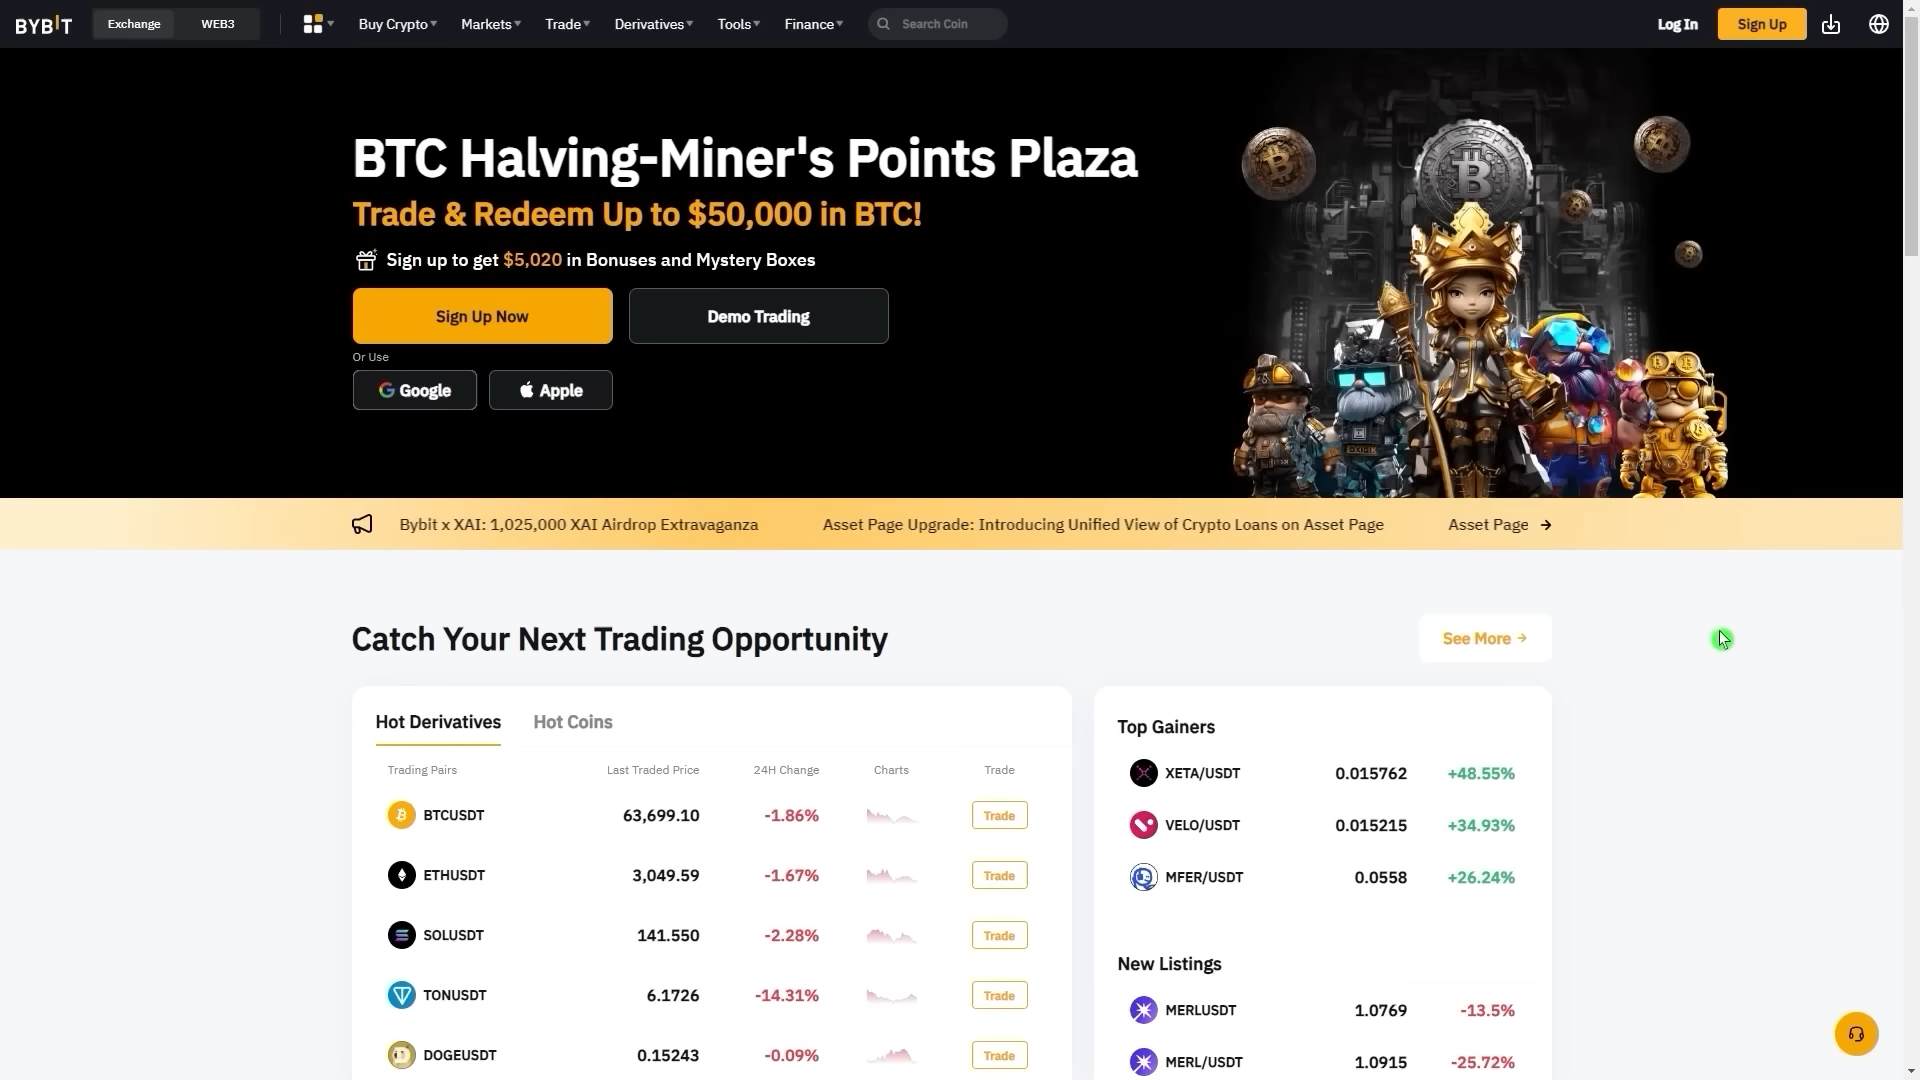 BYBIT
Exchange
WEB3
Buy Crypto
Markets
Trade
Derivatives
Tools
Finance
Search Coin
Log In
Sign Up
BTC Halving-Miner's Points Plaza
Trade & Redeem Up to $50,000 in BTC!
Sign up to get $5,020 in Bonuses and Mystery Boxes
Sign Up Now
Demo Trading
Or Use
Google
Apple
Bybit x XAI: 1,025,000 XAI Airdrop Extravaganza
Asset Page Upgrade: Introducing Unified View of Crypto Loans on Asset Page
Asset Page
Catch Your Next Trading Opportunity
See More
Hot Derivatives
Hot Coins
Trading Pairs
Last Traded Price
24H Change
Charts
Trade
BTCUSDT
63,699.10
-1.86%
Trade
ETHUSDT
3,049.59
-1.67%
Trade
SOLUSDT
141.550
-2.28%
Trade
TONUSDT
6.1726
-14.31%
Trade
DOGEUSDT
0.15243
-0.09%
Trade
Top Gainers
XETA/USDT
0.015762
+48.55%
VELO/USDT
0.015215
+34.93%
MFER/USDT
0.0558
+26.24%
New Listings
MERLUSDT
1.0769
-13.5%
MERL/USDT
1.0915
-25.72%